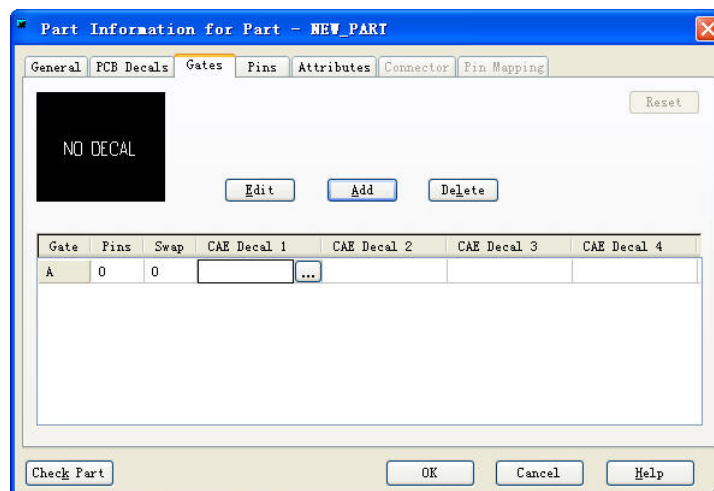 Part Information for Part - NEW_PART
General PCB Decals Gates Pins Attributes Connector Pin Mapping
Reset
NO DECAL
Edit Add Delete
Gate Pins Swap CAE Decal 1 CAE Decal 2 CAE Decal 3 CAE Decal 4
A 0 0 ...
Check Part OK Cancel Help